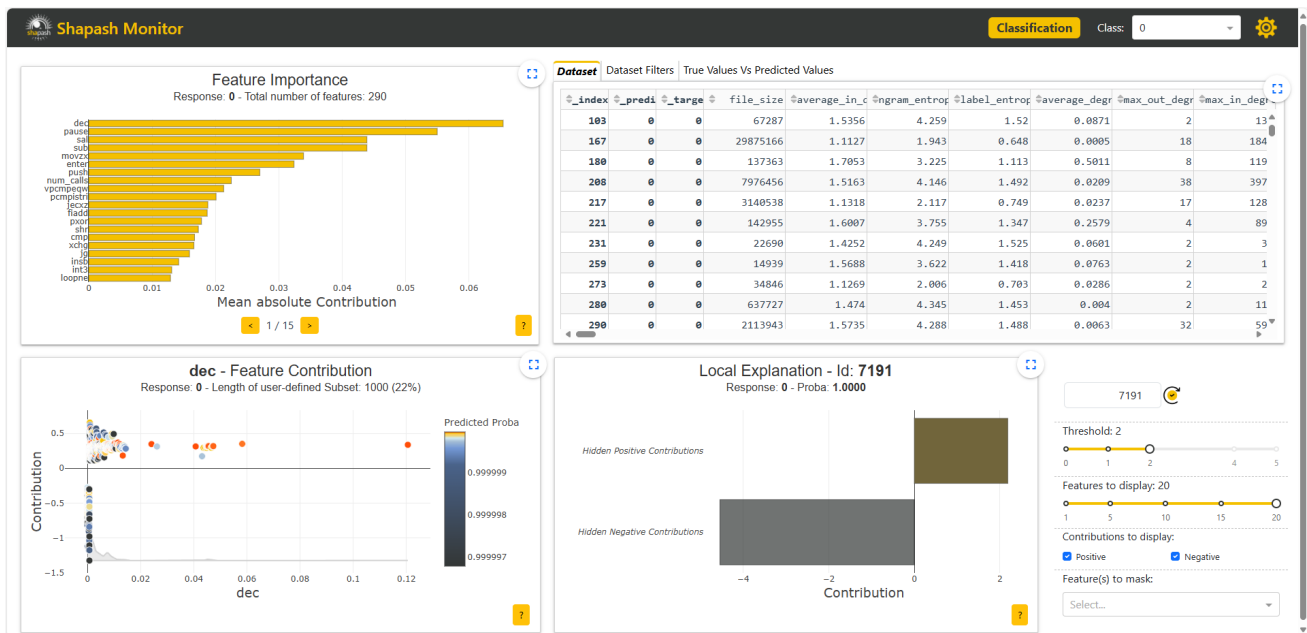 shapash
Shapash Monitor
Classification
Class:
0
Feature Importance
Response: 0 - Total number of features: 290
dec
pause
sal
sub
movzx
enter
push
num_calls
vpcmpeqw
pcmpistri
jecxz
fiadd
pxor
shr
cmp
xchg
jg
insb
int3
loopne
0 0.01 0.02 0.03 0.04 0.05 0.06
Mean absolute Contribution
< 1 / 15 >
?
Dataset Dataset Filters True Values Vs Predicted Values
_index _predi _targe file_size average_in_d ngram_entrop label_entrop average_degr max_out_degr max_in_degr
103 0 0 67287 1.5356 4.259 1.52 0.0871 2 13
167 0 0 29875166 1.1127 1.943 0.648 0.0005 18 184
180 0 0 137363 1.7053 3.225 1.113 0.5011 8 119
208 0 0 7976456 1.5163 4.146 1.492 0.0209 38 397
217 0 0 3140538 1.1318 2.117 0.749 0.0237 17 128
221 0 0 142955 1.6007 3.755 1.347 0.2579 4 89
231 0 0 22690 1.4252 4.249 1.525 0.0601 2 3
259 0 0 14939 1.5688 3.622 1.418 0.0763 2 1
273 0 0 34846 1.1269 2.006 0.703 0.0286 2 2
280 0 0 637727 1.474 4.345 1.453 0.004 2 11
290 0 0 2113943 1.5735 4.288 1.488 0.0063 32 59
dec - Feature Contribution
Response: 0 - Length of user-defined Subset: 1000 (22%)
Predicted Proba
0.999999
0.999998
0.999997
Contribution
0.5
0
−0.5
−1
−1.5
0 0.02 0.04 0.06 0.08 0.1 0.12
dec
?
Local Explanation - Id: 7191
Response: 0 - Proba: 1.0000
Hidden Positive Contributions
Hidden Negative Contributions
−4 −2 0 2
Contribution
?
7191
Threshold: 2
0 1 2 4 5
Features to display: 20
1 5 10 15 20
Contributions to display:
Positive Negative
Feature(s) to mask:
Select...